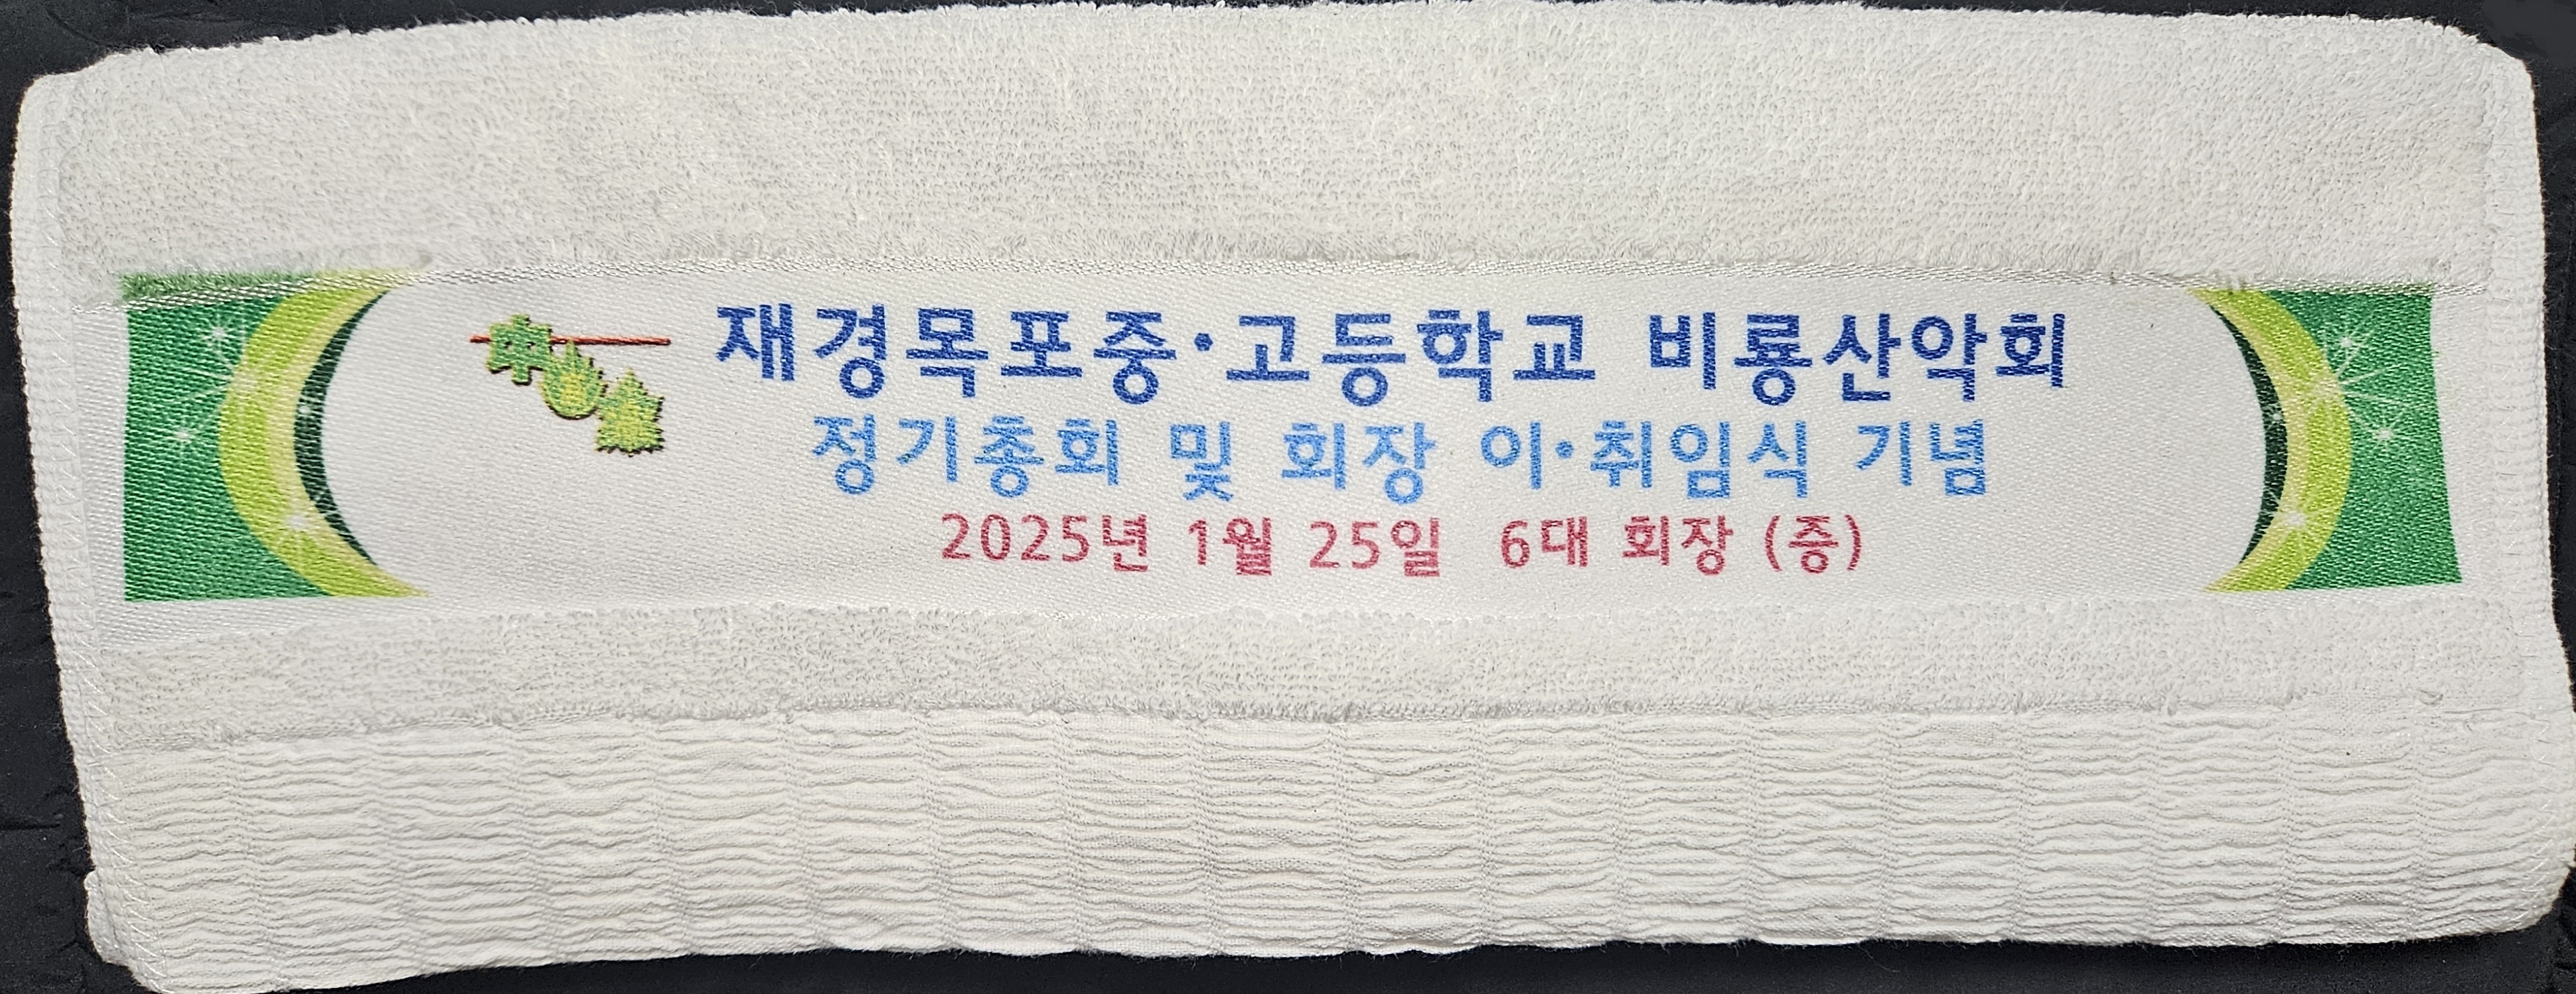 재경목포중·고등학교 비룡산악회
정기총회 및 회장 이·취임식 기념
2025년 1월 25일 6대 회장 (증)